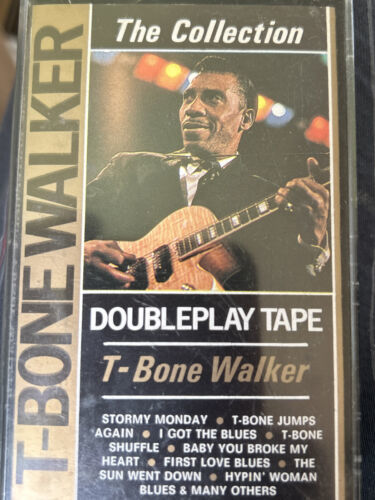 T-BONE WALKER
The Collection
DOUBLEPLAY TAPE
T-Bone Walker
STORMY MONDAY • T-BONE JUMPS
AGAIN • I GOT THE BLUES • T-BONE
SHUFFLE • BABY YOU BROKE MY
HEART • FIRST LOVE BLUES • THE
SUN WENT DOWN • HYPIN' WOMAN
BLUES & MANY OTHERS